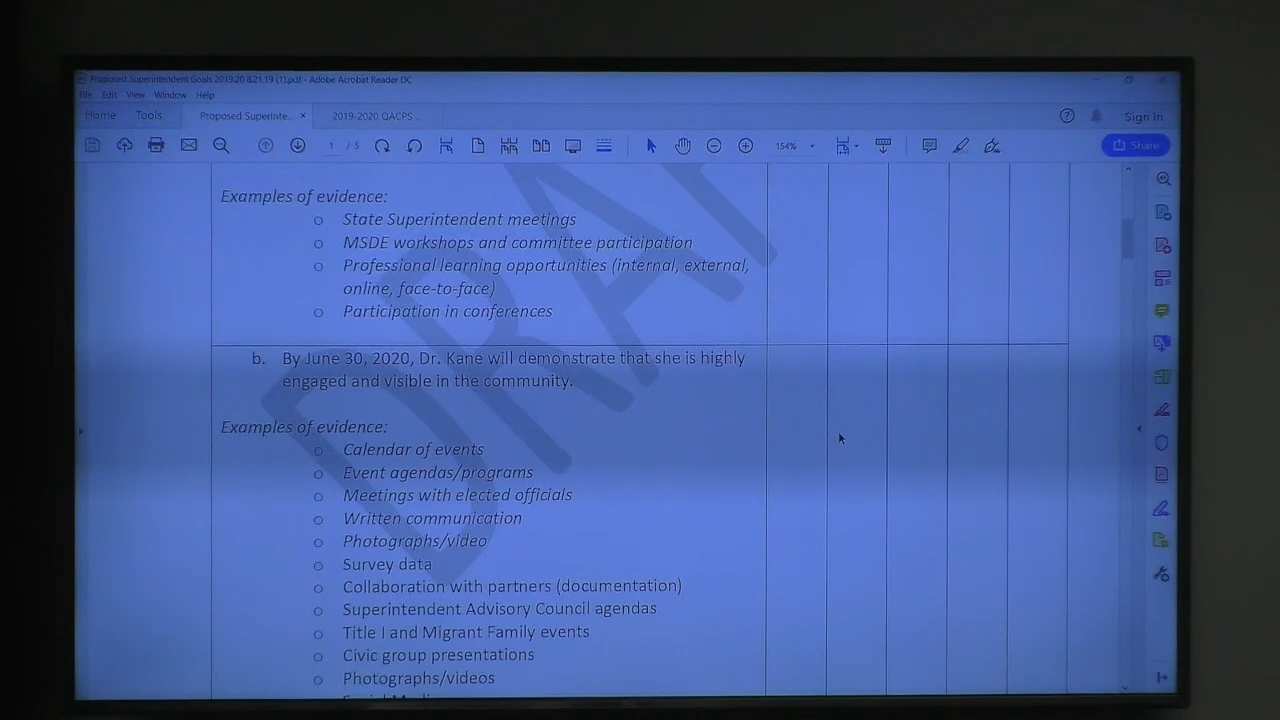 Proposed Superintendent Goals 2019.20 8.21.19 (1).pdf - Adobe Acrobat Reader DC
File Edit View Window Help
Home Tools Proposed Superinte... × 2019-2020 QACPS ... Sign In
1 / 5 154% Share
Examples of evidence:
o State Superintendent meetings
o MSDE workshops and committee participation
o Professional learning opportunities (internal, external,
online, face-to-face)
o Participation in conferences
b. By June 30, 2020, Dr. Kane will demonstrate that she is highly
engaged and visible in the community.
Examples of evidence:
o Calendar of events
o Event agendas/programs
o Meetings with elected officials
o Written communication
o Photographs/video
o Survey data
o Collaboration with partners (documentation)
o Superintendent Advisory Council agendas
o Title I and Migrant Family events
o Civic group presentations
o Photographs/videos
DRA